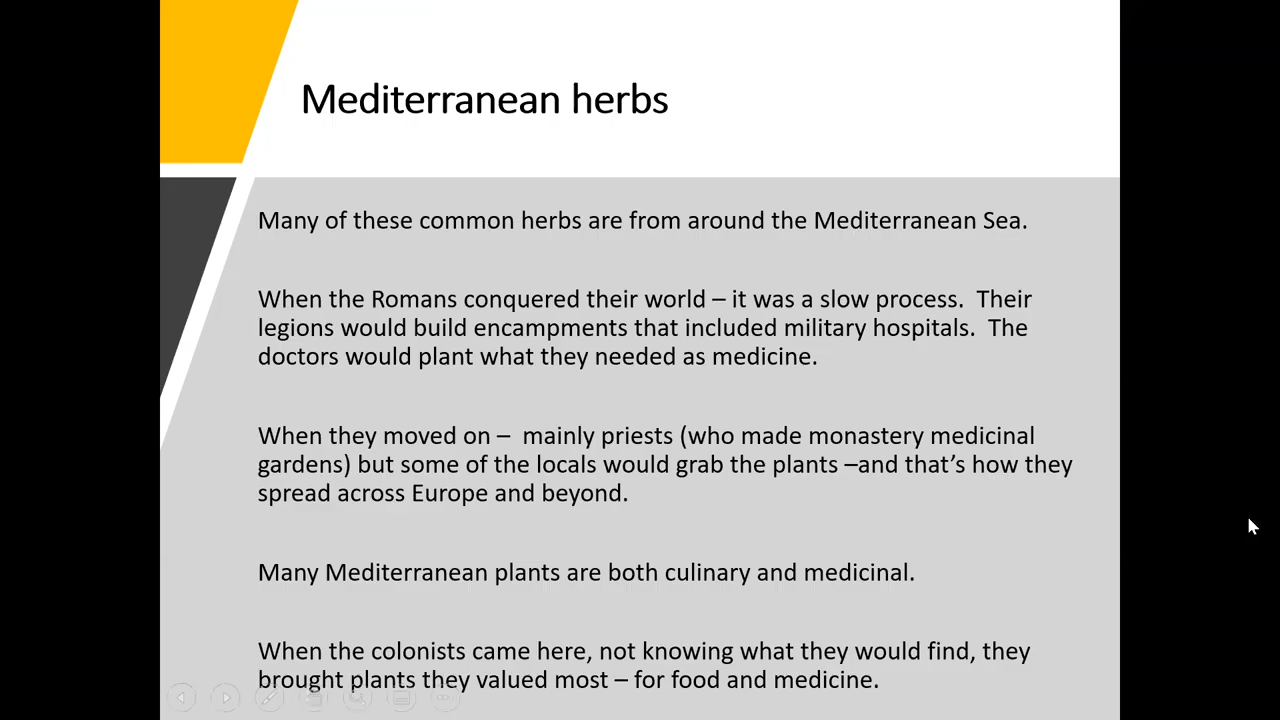 Mediterranean herbs
Many of these common herbs are from around the Mediterranean Sea.
When the Romans conquered their world – it was a slow process.  Their
legions would build encampments that included military hospitals.  The
doctors would plant what they needed as medicine.
When they moved on –  mainly priests (who made monastery medicinal
gardens) but some of the locals would grab the plants –and that's how they
spread across Europe and beyond.
Many Mediterranean plants are both culinary and medicinal.
When the colonists came here, not knowing what they would find, they
brought plants they valued most – for food and medicine.